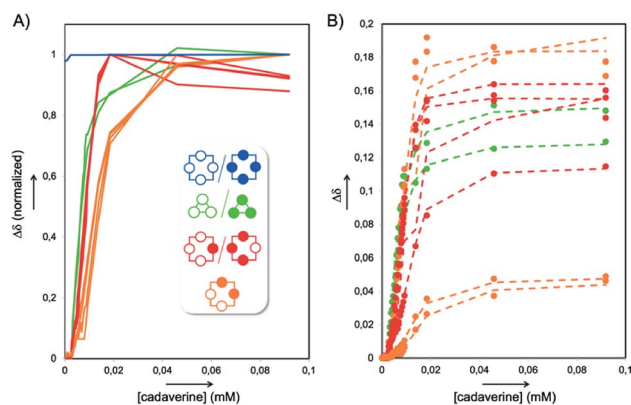 A)
1,2
1
0,8
0,6
0,4
0,2
0
0 0,02 0,04 0,06 0,08 0,1
Δδ (normalized)
[cadaverine] (mM)
B)
0,2
0,18
0,16
0,14
0,12
0,1
0,08
0,06
0,04
0,02
0
0 0,02 0,04 0,06 0,08 0,1
Δδ
[cadaverine] (mM)